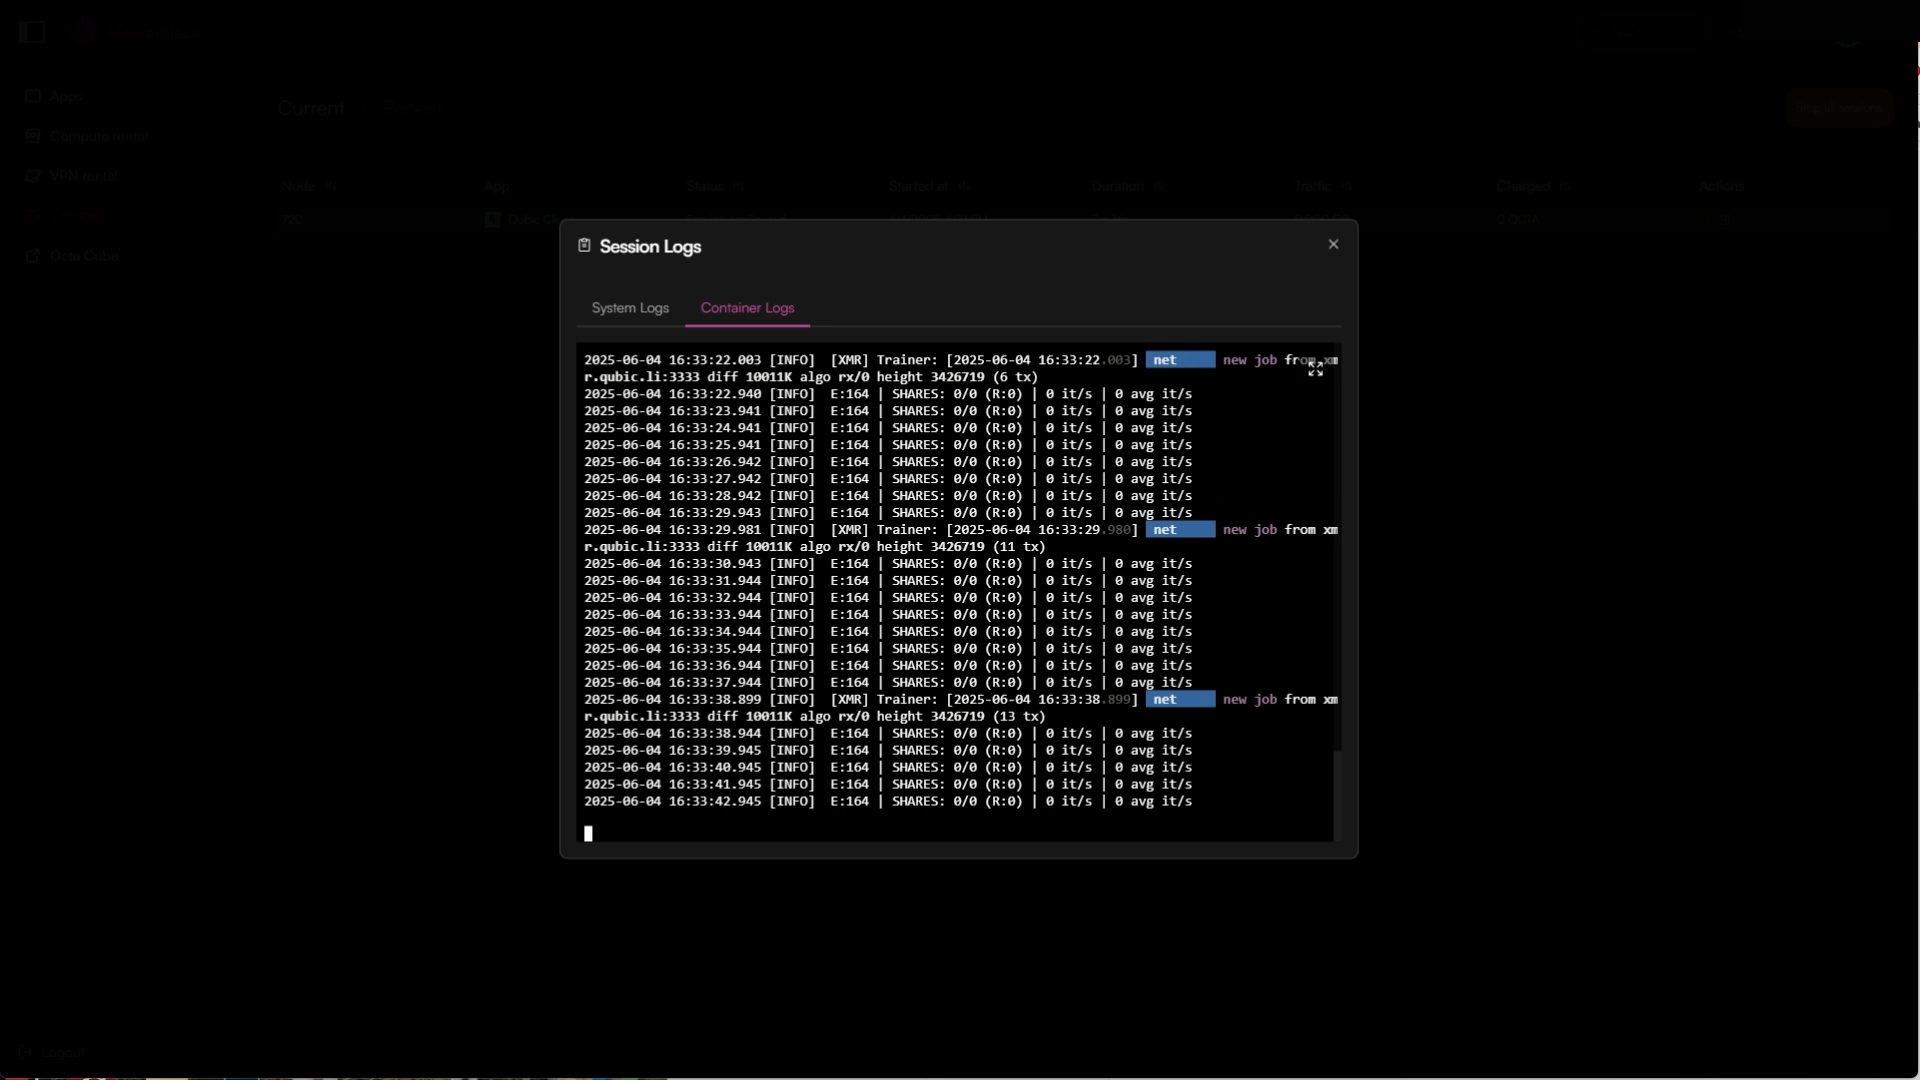 Current
Apps
Compute rental
VPN rental
Octa Cube
Node
App
Status
Started at
Duration
Traffic
Charged
Actions
720
0 OCTA
Session Logs
System Logs
Container Logs
2025-06-04 16:33:22.003 [INFO]  [XMR] Trainer: [2025-06-04 16:33:22.003] net new job from xm
r.qubic.li:3333 diff 10011K algo rx/0 height 3426719 (6 tx)
2025-06-04 16:33:22.940 [INFO]  E:164 | SHARES: 0/0 (R:0) | 0 it/s | 0 avg it/s
2025-06-04 16:33:23.941 [INFO]  E:164 | SHARES: 0/0 (R:0) | 0 it/s | 0 avg it/s
2025-06-04 16:33:24.941 [INFO]  E:164 | SHARES: 0/0 (R:0) | 0 it/s | 0 avg it/s
2025-06-04 16:33:25.941 [INFO]  E:164 | SHARES: 0/0 (R:0) | 0 it/s | 0 avg it/s
2025-06-04 16:33:26.942 [INFO]  E:164 | SHARES: 0/0 (R:0) | 0 it/s | 0 avg it/s
2025-06-04 16:33:27.942 [INFO]  E:164 | SHARES: 0/0 (R:0) | 0 it/s | 0 avg it/s
2025-06-04 16:33:28.942 [INFO]  E:164 | SHARES: 0/0 (R:0) | 0 it/s | 0 avg it/s
2025-06-04 16:33:29.943 [INFO]  E:164 | SHARES: 0/0 (R:0) | 0 it/s | 0 avg it/s
2025-06-04 16:33:29.981 [INFO]  [XMR] Trainer: [2025-06-04 16:33:29.980] net new job from xm
r.qubic.li:3333 diff 10011K algo rx/0 height 3426719 (11 tx)
2025-06-04 16:33:30.943 [INFO]  E:164 | SHARES: 0/0 (R:0) | 0 it/s | 0 avg it/s
2025-06-04 16:33:31.944 [INFO]  E:164 | SHARES: 0/0 (R:0) | 0 it/s | 0 avg it/s
2025-06-04 16:33:32.944 [INFO]  E:164 | SHARES: 0/0 (R:0) | 0 it/s | 0 avg it/s
2025-06-04 16:33:33.944 [INFO]  E:164 | SHARES: 0/0 (R:0) | 0 it/s | 0 avg it/s
2025-06-04 16:33:34.944 [INFO]  E:164 | SHARES: 0/0 (R:0) | 0 it/s | 0 avg it/s
2025-06-04 16:33:35.944 [INFO]  E:164 | SHARES: 0/0 (R:0) | 0 it/s | 0 avg it/s
2025-06-04 16:33:36.944 [INFO]  E:164 | SHARES: 0/0 (R:0) | 0 it/s | 0 avg it/s
2025-06-04 16:33:37.944 [INFO]  E:164 | SHARES: 0/0 (R:0) | 0 it/s | 0 avg it/s
2025-06-04 16:33:38.899 [INFO]  [XMR] Trainer: [2025-06-04 16:33:38.899] net new job from xm
r.qubic.li:3333 diff 10011K algo rx/0 height 3426719 (13 tx)
2025-06-04 16:33:38.944 [INFO]  E:164 | SHARES: 0/0 (R:0) | 0 it/s | 0 avg it/s
2025-06-04 16:33:39.945 [INFO]  E:164 | SHARES: 0/0 (R:0) | 0 it/s | 0 avg it/s
2025-06-04 16:33:40.945 [INFO]  E:164 | SHARES: 0/0 (R:0) | 0 it/s | 0 avg it/s
2025-06-04 16:33:41.945 [INFO]  E:164 | SHARES: 0/0 (R:0) | 0 it/s | 0 avg it/s
2025-06-04 16:33:42.945 [INFO]  E:164 | SHARES: 0/0 (R:0) | 0 it/s | 0 avg it/s
Logout